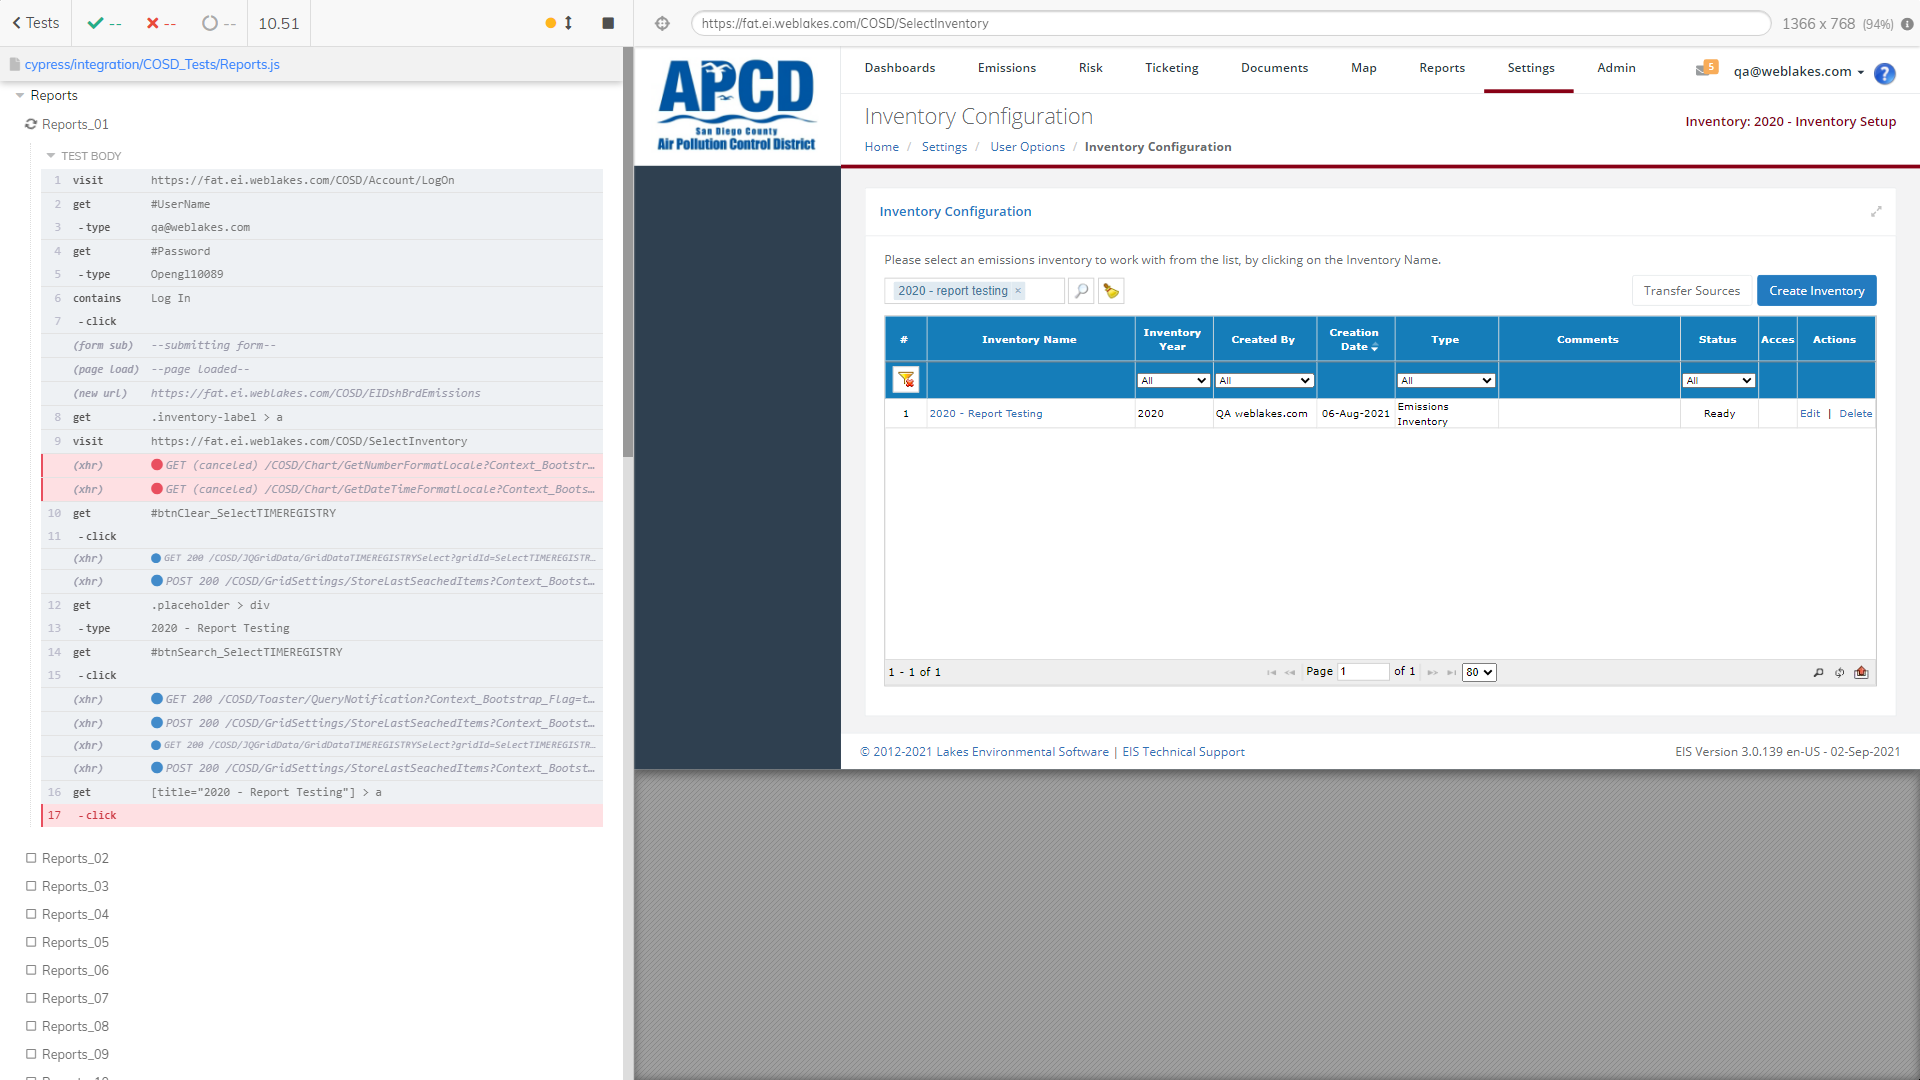 Tests
--
--
--
10.51
https://fat.ei.weblakes.com/COSD/SelectInventory
1366 x 768 (94%)
cypress/integration/COSD_Tests/Reports.js
Reports
Reports_01
TEST BODY
1 visit https://fat.ei.weblakes.com/COSD/Account/LogOn
2 get #UserName
3 -type qa@weblakes.com
4 get #Password
5 -type Opengl10089
6 contains Log In
7 -click
(form sub) --submitting form--
(page load) --page loaded--
(new url) https://fat.ei.weblakes.com/COSD/EIDshBrdEmissions
8 get .inventory-label > a
9 visit https://fat.ei.weblakes.com/COSD/SelectInventory
(xhr) GET (canceled) /COSD/Chart/GetNumberFormatLocale?Context_Bootstr...
(xhr) GET (canceled) /COSD/Chart/GetDateTimeFormatLocale?Context_Boots...
10 get #btnClear_SelectTIMEREGISTRY
11 -click
(xhr) GET 200 /COSD/JQGridData/GridDataTIMEREGISTRYSelect?gridId=SelectTIMEREGISTR...
(xhr) POST 200 /COSD/GridSettings/StoreLastSeachedItems?Context_Bootst...
12 get .placeholder > div
13 -type 2020 - Report Testing
14 get #btnSearch_SelectTIMEREGISTRY
15 -click
(xhr) GET 200 /COSD/Toaster/QueryNotification?Context_Bootstrap_Flag=t...
(xhr) POST 200 /COSD/GridSettings/StoreLastSeachedItems?Context_Bootst...
(xhr) GET 200 /COSD/JQGridData/GridDataTIMEREGISTRYSelect?gridId=SelectTIMEREGISTR...
(xhr) POST 200 /COSD/GridSettings/StoreLastSeachedItems?Context_Bootst...
16 get [title="2020 - Report Testing"] > a
17 -click
Reports_02
Reports_03
Reports_04
Reports_05
Reports_06
Reports_07
Reports_08
Reports_09
APCD
San Diego County
Air Pollution Control District
Dashboards Emissions Risk Ticketing Documents Map Reports Settings Admin 5 qa@weblakes.com ?
Inventory Configuration
Inventory: 2020 - Inventory Setup
Home / Settings / User Options / Inventory Configuration
Inventory Configuration
Please select an emissions inventory to work with from the list, by clicking on the Inventory Name.
2020 - report testing ×
Transfer Sources
Create Inventory
# Inventory Name Inventory Year Created By Creation Date Type Comments Status Acces Actions
All All All All
1 2020 - Report Testing 2020 QA weblakes.com 06-Aug-2021 Emissions Inventory Ready Edit | Delete
1 - 1 of 1 Page 1 of 1 80
© 2012-2021 Lakes Environmental Software | EIS Technical Support
EIS Version 3.0.139 en-US - 02-Sep-2021